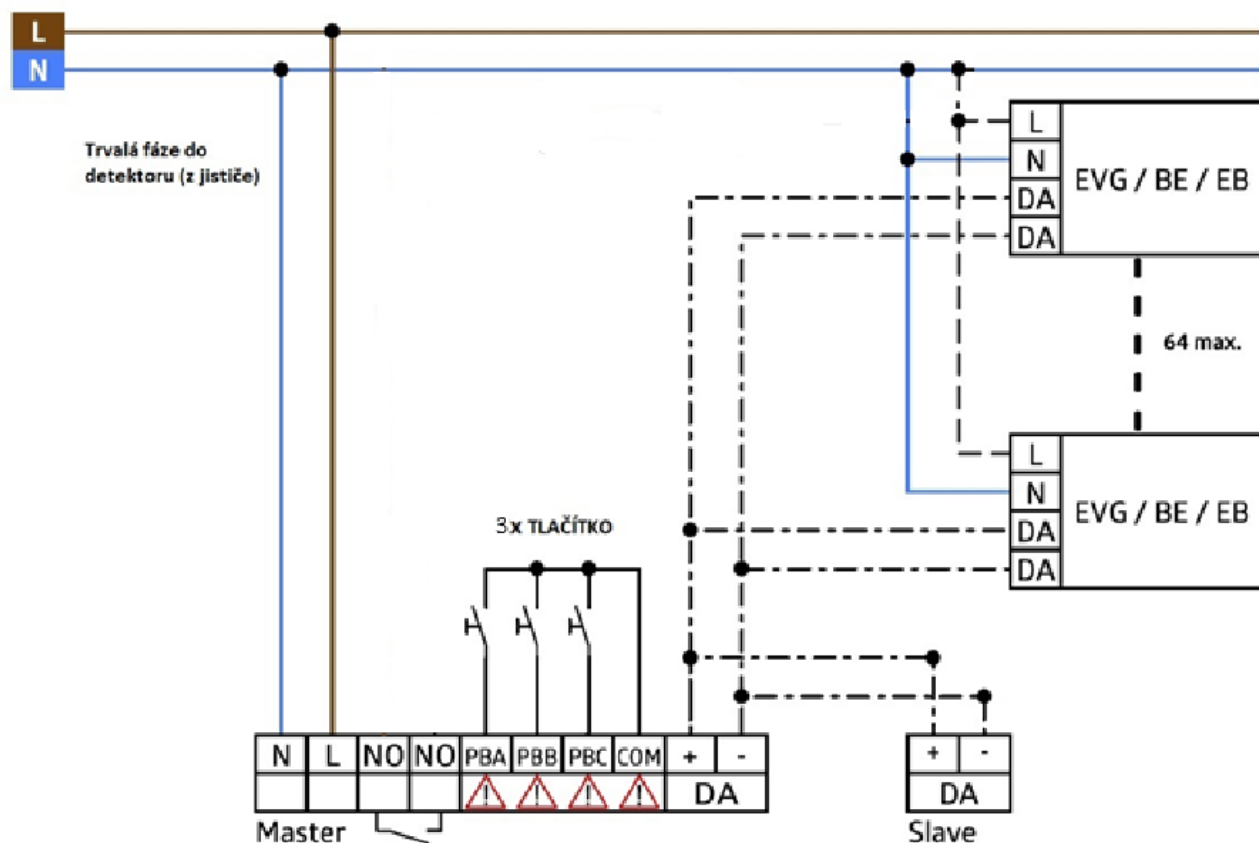 L
N
Trvalá fáze do
detektoru (z jističe)
L
N
DA
DA
EVG / BE / EB
64 max.
L
N
DA
DA
EVG / BE / EB
3x TLAČÍTKO
N L NO NO PBA PBB PBC COM + -
DA
Master
+ -
DA
Slave